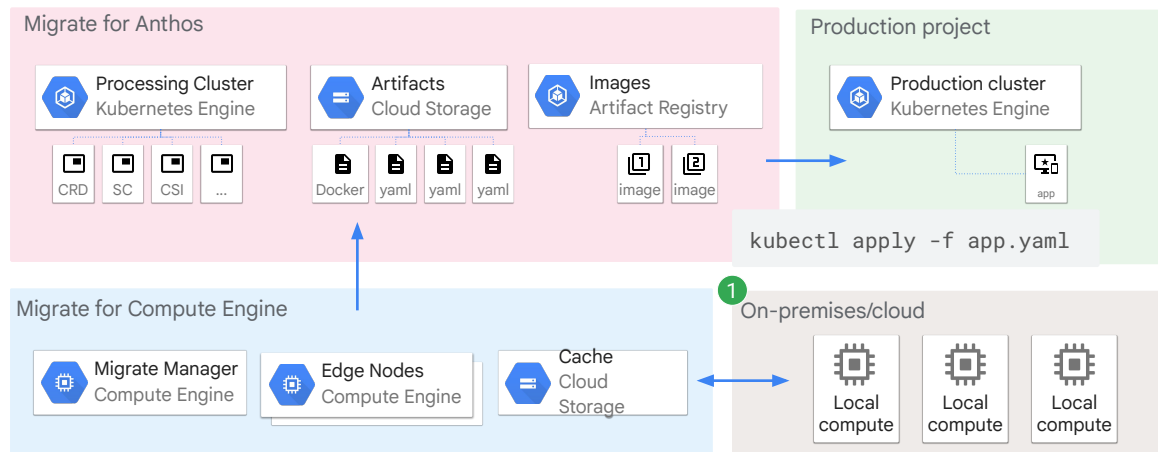 Migrate for Anthos
Processing Cluster
Kubernetes Engine
CRD
SC
CSI
...
Artifacts
Cloud Storage
Docker
yaml
yaml
yaml
Images
Artifact Registry
1
2
image
image
Production project
Production cluster
Kubernetes Engine
app
kubectl apply -f app.yaml
Migrate for Compute Engine
Migrate Manager
Compute Engine
Edge Nodes
Compute Engine
Cache
Cloud
Storage
1
On-premises/cloud
Local
compute
Local
compute
Local
compute